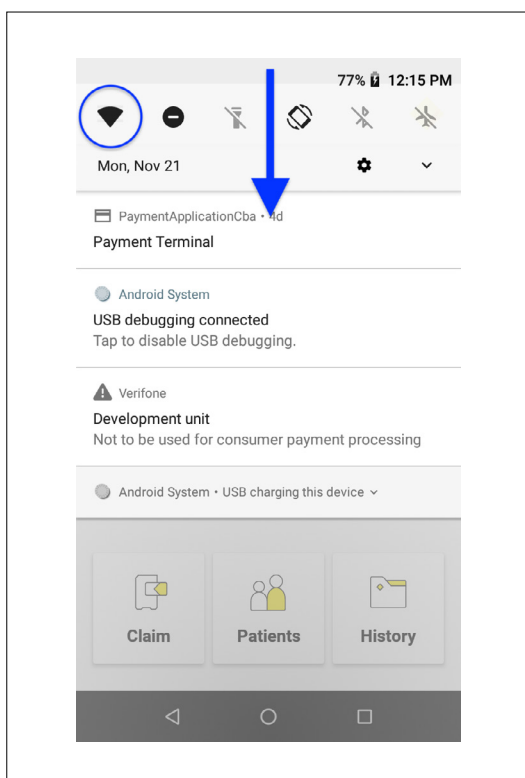 77% 12:15 PM
Mon, Nov 21
PaymentApplicationCba • 4d
Payment Terminal
Android System
USB debugging connected
Tap to disable USB debugging.
Verifone
Development unit
Not to be used for consumer payment processing
Android System • USB charging this device
Claim Patients History